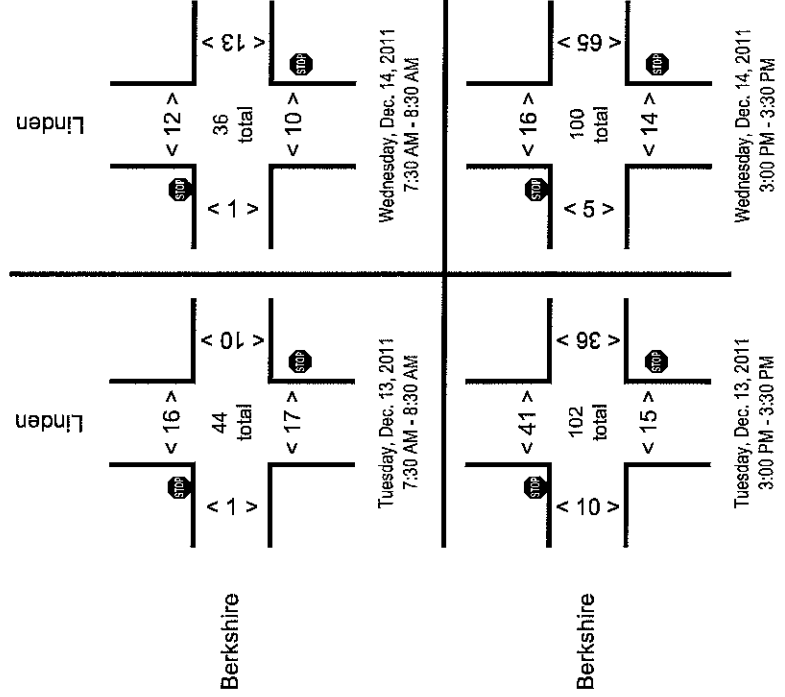 Linden
Linden
< 16 >
STOP
< 1 >
44
total
< 10 >
STOP
< 17 >
Tuesday, Dec. 13, 2011
7:30 AM - 8:30 AM
< 12 >
STOP
< 1 >
36
total
< 13 >
STOP
< 10 >
Wednesday, Dec. 14, 2011
7:30 AM - 8:30 AM
Berkshire
< 41 >
STOP
< 10 >
102
total
< 36 >
STOP
< 15 >
Tuesday, Dec. 13, 2011
3:00 PM - 3:30 PM
< 16 >
STOP
< 5 >
100
total
< 65 >
STOP
< 14 >
Wednesday, Dec. 14, 2011
3:00 PM - 3:30 PM
Berkshire